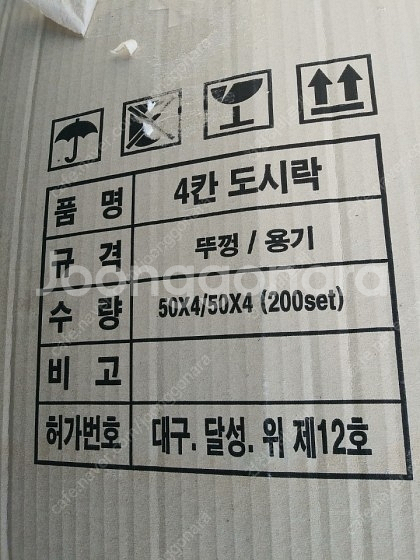 품 명 4칸 도시락
규 격 뚜껑 / 용기
수 량 50X4/50X4 (200set)
비 고
허가번호 대구. 달성. 위 제12호
Joonggonara